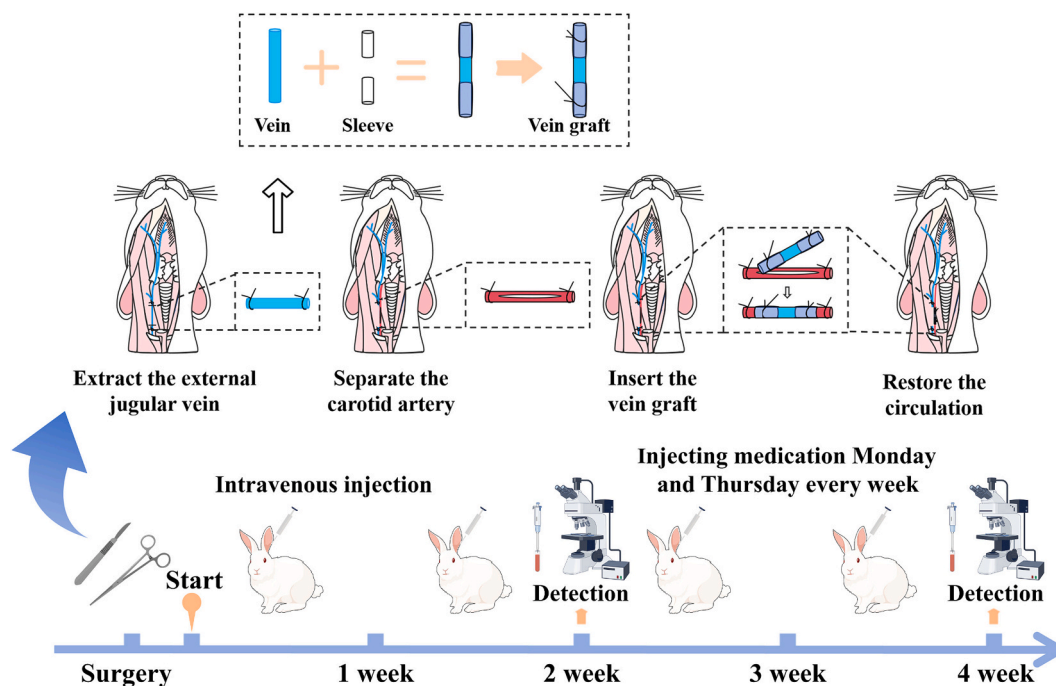 Vein
Sleeve
Vein graft
Extract the external
jugular vein
Separate the
carotid artery
Insert the
vein graft
Restore the
circulation
Intravenous injection
Injecting medication Monday
and Thursday every week
Start
Detection
Detection
Surgery
1 week
2 week
3 week
4 week